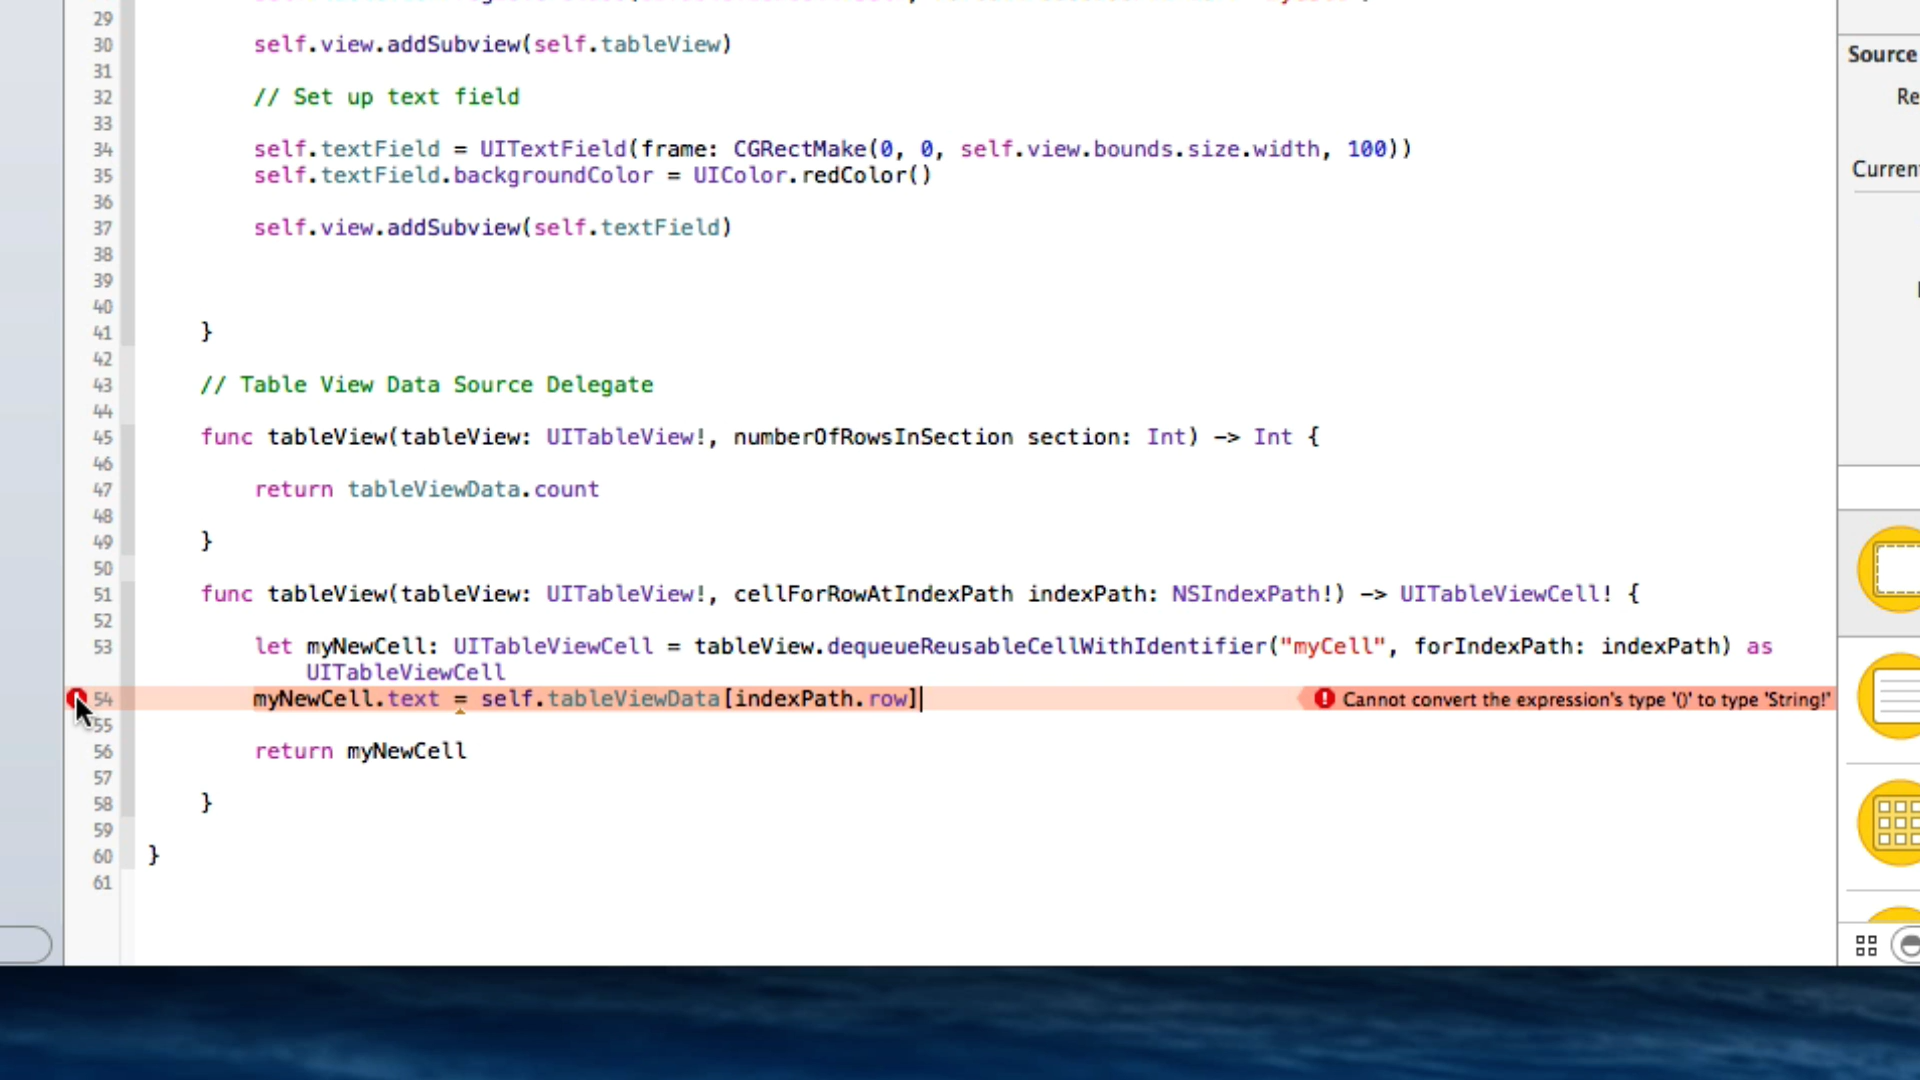 29
30 self.view.addSubview(self.tableView)
31
32 // Set up text field
33
34 self.textField = UITextField(frame: CGRectMake(0, 0, self.view.bounds.size.width, 100))
35 self.textField.backgroundColor = UIColor.redColor()
36
37 self.view.addSubview(self.textField)
38
39
40
41 }
42
43 // Table View Data Source Delegate
44
45 func tableView(tableView: UITableView!, numberOfRowsInSection section: Int) -> Int {
46
47 return tableViewData.count
48
49 }
50
51 func tableView(tableView: UITableView!, cellForRowAtIndexPath indexPath: NSIndexPath!) -> UITableViewCell! {
52
53 let myNewCell: UITableViewCell = tableView.dequeueReusableCellWithIdentifier("myCell", forIndexPath: indexPath) as
UITableViewCell
54 myNewCell.text = self.tableViewData[indexPath.row] Cannot convert the expression's type '()' to type 'String!'
55
56 return myNewCell
57
58 }
59
60 }
61
Source
Re
Curren